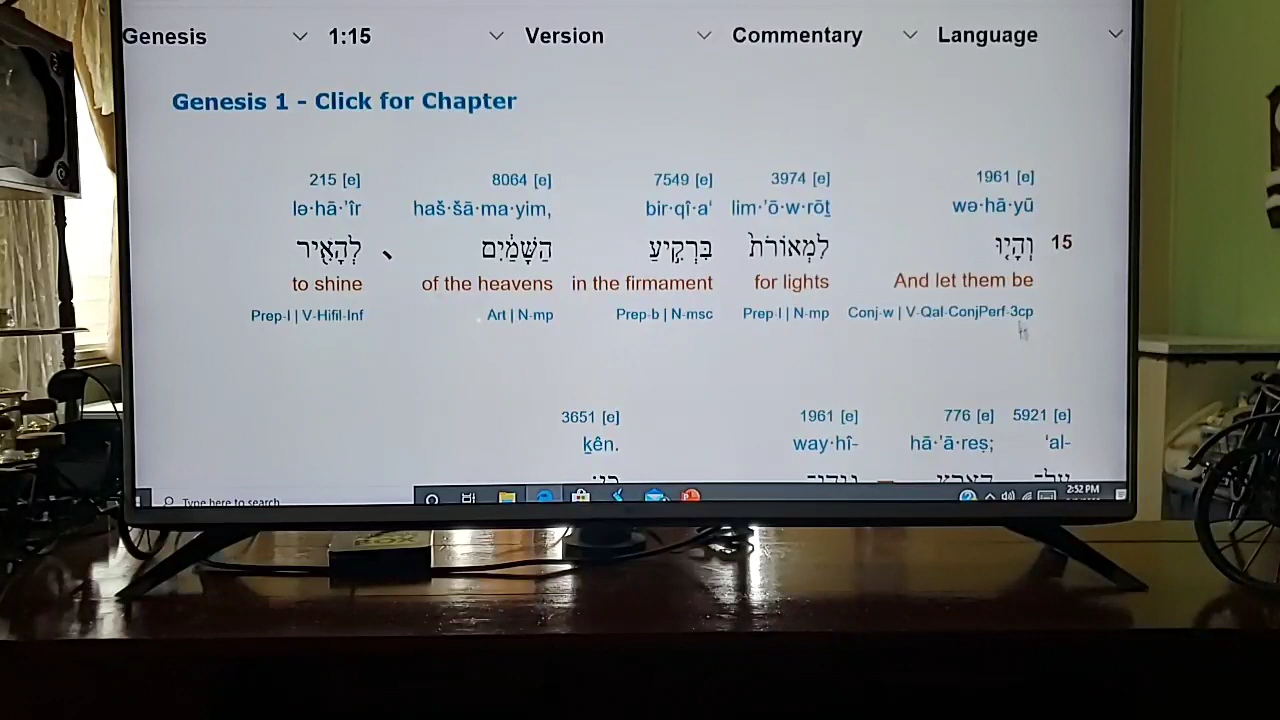 Genesis 1:15 Version Commentary Language
Genesis 1 - Click for Chapter
215 [e] 8064 [e] 7549 [e] 3974 [e] 1961 [e]
lə·hā·’îr haš·šā·ma·yim, bir·qî·a‘ lim·’ō·w·rōṯ wə·hā·yū
15 וְהָי֤וּ לִמְאוֹרֹת֙ בִּרְקִ֣יעַ הַשָּׁמַ֔יִם לְהָאִ֖יר
to shine of the heavens in the firmament for lights And let them be
Prep-l | V-Hifil-Inf Art | N-mp Prep-b | N-msc Prep-l | N-mp Conj-w | V-Qal-ConjPerf-3cp
3651 [e] 1961 [e] 776 [e] 5921 [e]
ḵên. way·hî- hā·’ā·reṣ; ‘al-
Type here to search 2:52 PM